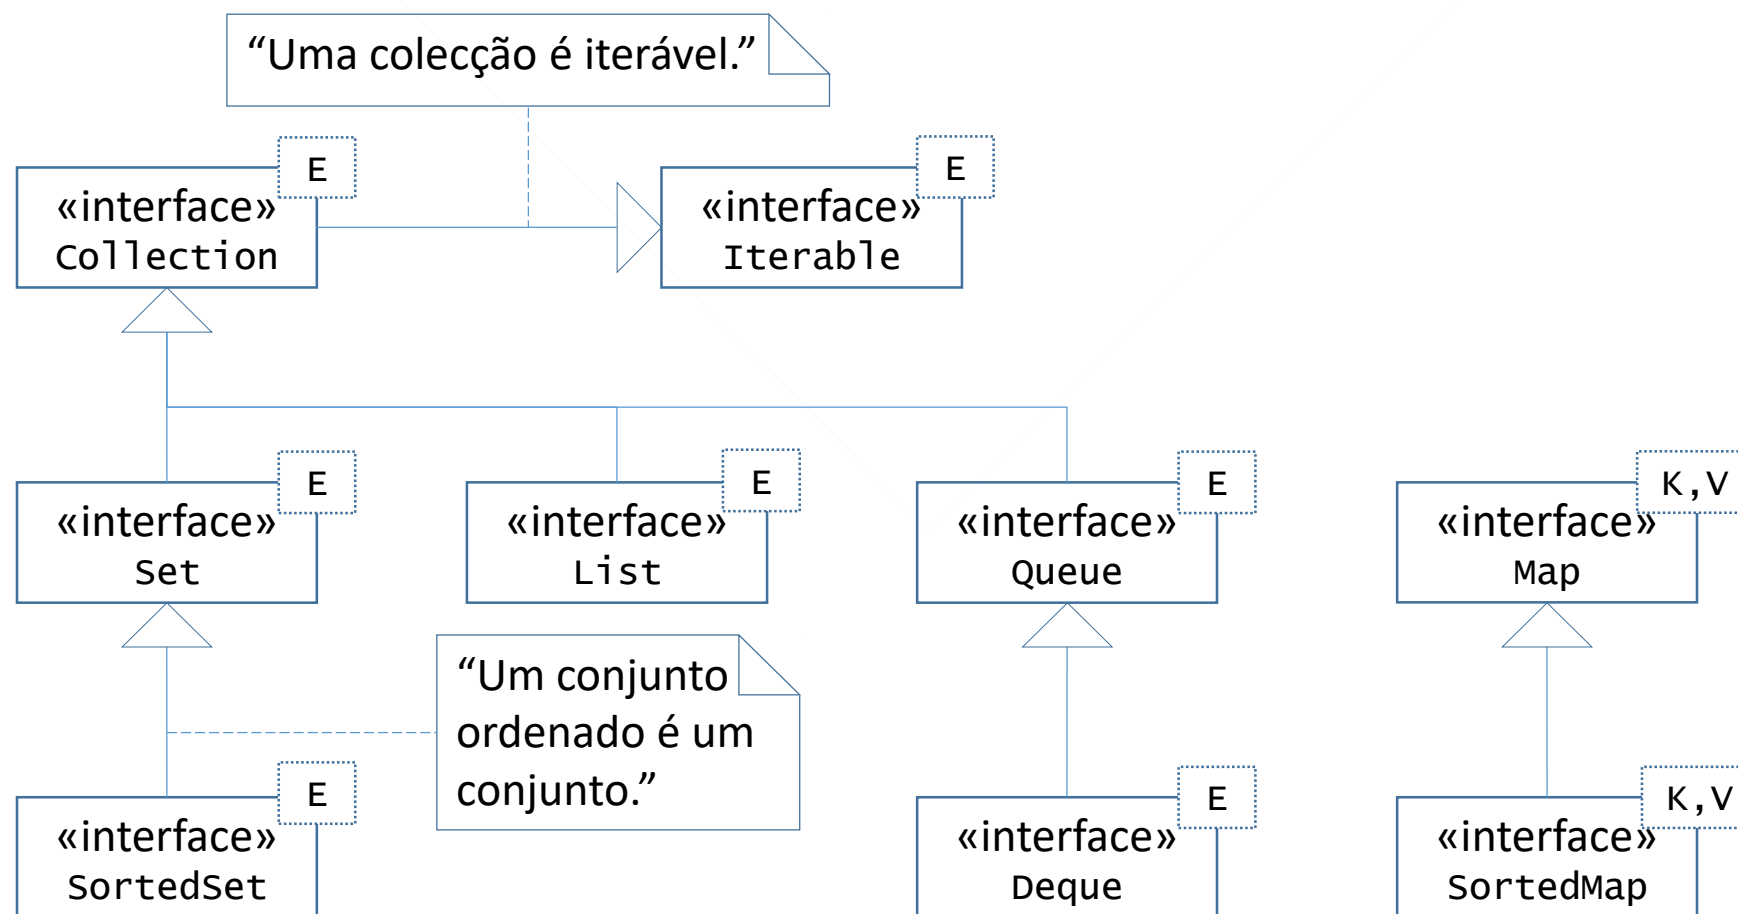 “Uma colecção é iterável.”
E
«interface»
Collection
E
«interface»
Iterable
E
«interface»
Set
E
«interface»
List
E
«interface»
Queue
K,V
«interface»
Map
“Um conjunto
ordenado é um
conjunto.”
E
«interface»
SortedSet
E
«interface»
Deque
K,V
«interface»
SortedMap